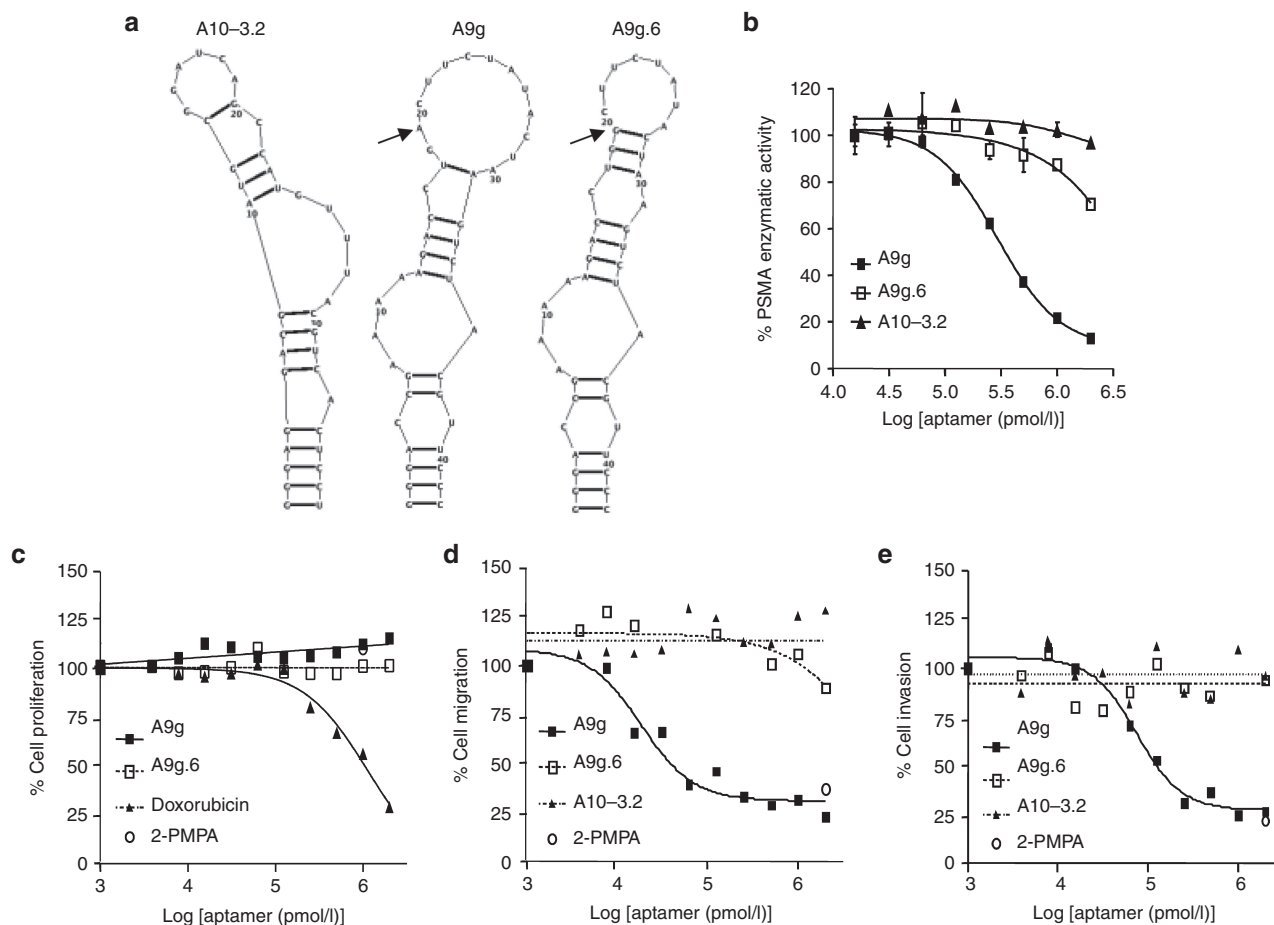 a
A10–3.2
A9g
A9g.6
b
120
100
80
60
40
20
0
% PSMA enzymatic activity
A9g
A9g.6
A10–3.2
4.0 4.5 5.0 5.5 6.0 6.5
Log [aptamer (pmol/l)]
c
150
125
100
75
50
25
0
% Cell proliferation
A9g
A9g.6
Doxorubicin
2-PMPA
3 4 5 6
Log [aptamer (pmol/l)]
d
150
125
100
75
50
25
0
% Cell migration
A9g
A9g.6
A10–3.2
2-PMPA
3 4 5 6
Log [aptamer (pmol/l)]
e
150
125
100
75
50
25
0
% Cell invasion
A9g
A9g.6
A10–3.2
2-PMPA
3 4 5 6
Log [aptamer (pmol/l)]